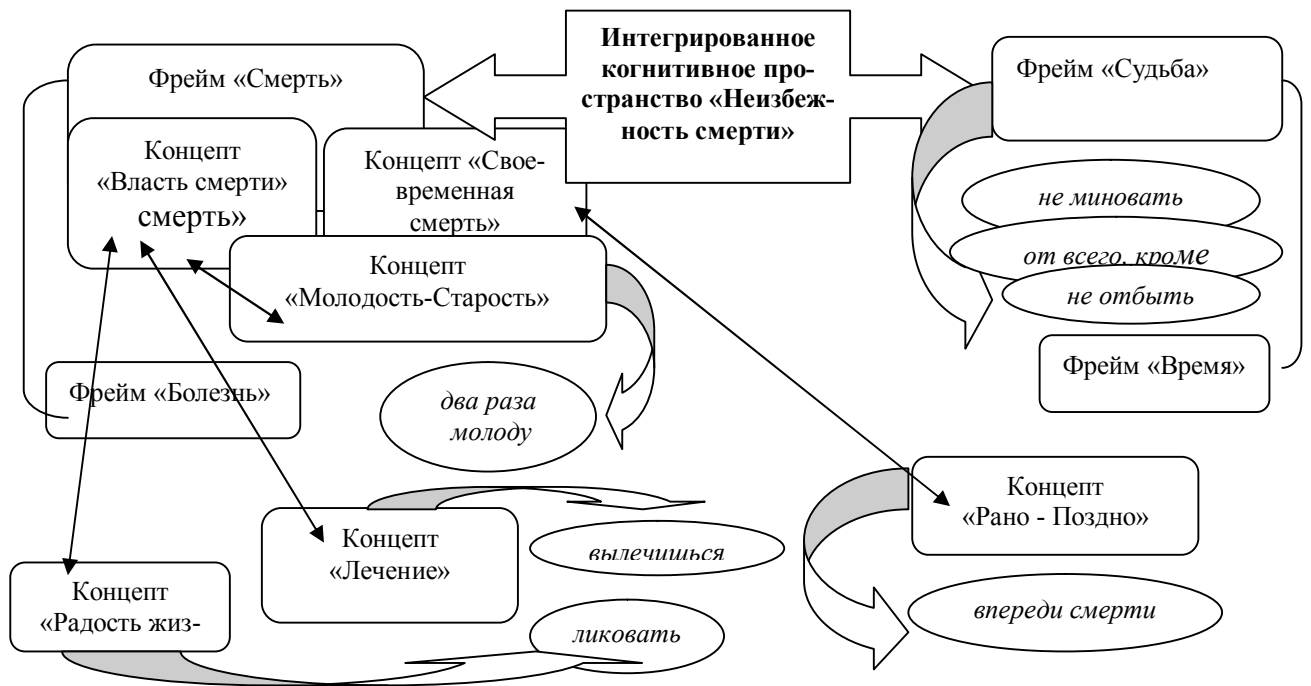 Интегрированное
когнитивное про-
странство «Неизбеж-
ность смерти»
Фрейм «Смерть»
Фрейм «Судьба»
Концепт
«Власть смерти»
смерть»
Концепт «Свое-
временная
смерть»
Концепт
«Молодость-Старость»
не миновать
от всего, кроме
не отбыть
Фрейм «Болезнь»
Фрейм «Время»
два раза
молоду
Концепт
«Рано - Поздно»
Концепт
«Лечение»
вылечишься
Концепт
«Радость жиз-
ликовать
впереди смерти